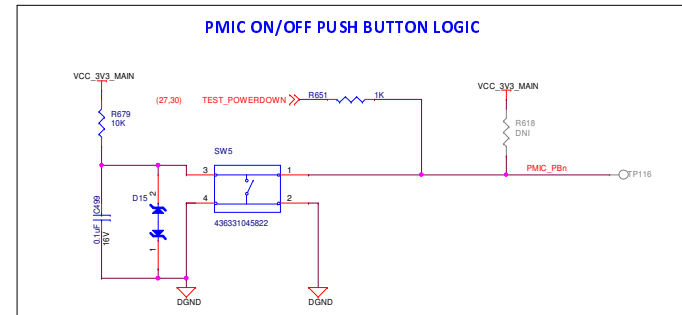 PMIC ON/OFF PUSH BUTTON LOGIC
VCC_3V3_MAIN
VCC_3V3_MAIN
(27,30)
TEST_POWERDOWN
R651
1K
R679
10K
R618
DNI
SW5
3
1
PMIC_PBn
TP116
4
2
D15
2
1
C499
0.1uF
16V
436331045822
DGND
DGND